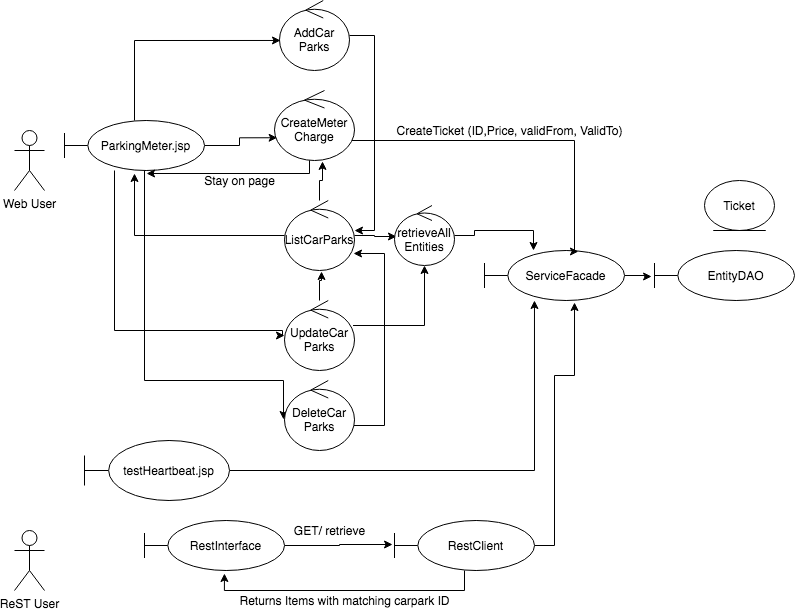 AddCar
Parks
CreateMeter
Charge
CreateTicket (ID,Price, validFrom, ValidTo)
ParkingMeter.jsp
Stay on page
Web User
Ticket
ListCarParks
retrieveAll
Entities
ServiceFacade
EntityDAO
UpdateCar
Parks
DeleteCar
Parks
testHeartbeat.jsp
GET/ retrieve
RestInterface
RestClient
ReST User
Returns Items with matching carpark ID